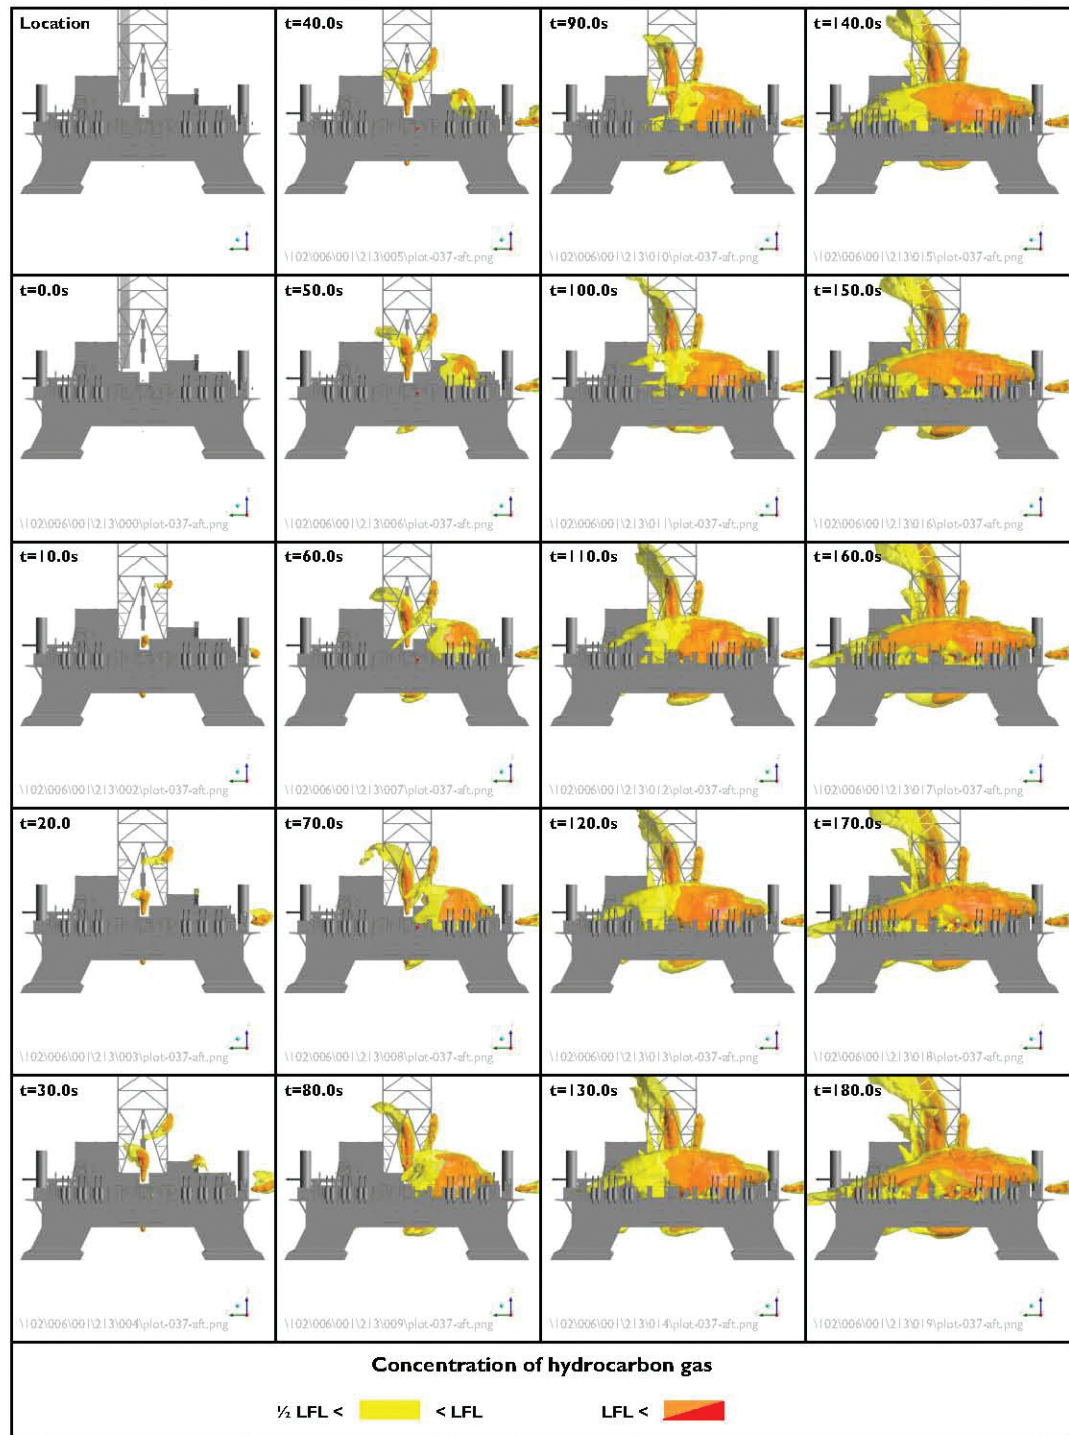 Location
t=40.0s
t=90.0s
t=140.0s
\102\006\001\213\005\plot-037-aft.png
\102\006\001\213\010\plot-037-aft.png
\102\006\001\213\015\plot-037-aft.png
t=0.0s
t=50.0s
t=100.0s
t=150.0s
\102\006\001\213\000\plot-037-aft.png
\102\006\001\213\006\plot-037-aft.png
\102\006\001\213\011\plot-037-aft.png
\102\006\001\213\016\plot-037-aft.png
t=10.0s
t=60.0s
t=110.0s
t=160.0s
\102\006\001\213\002\plot-037-aft.png
\102\006\001\213\007\plot-037-aft.png
\102\006\001\213\012\plot-037-aft.png
\102\006\001\213\017\plot-037-aft.png
t=20.0
t=70.0s
t=120.0s
t=170.0s
\102\006\001\213\003\plot-037-aft.png
\102\006\001\213\008\plot-037-aft.png
\102\006\001\213\013\plot-037-aft.png
\102\006\001\213\018\plot-037-aft.png
t=30.0s
t=80.0s
t=130.0s
t=180.0s
\102\006\001\213\004\plot-037-aft.png
\102\006\001\213\009\plot-037-aft.png
\102\006\001\213\014\plot-037-aft.png
\102\006\001\213\019\plot-037-aft.png
Concentration of hydrocarbon gas
½ LFL < < LFL LFL <